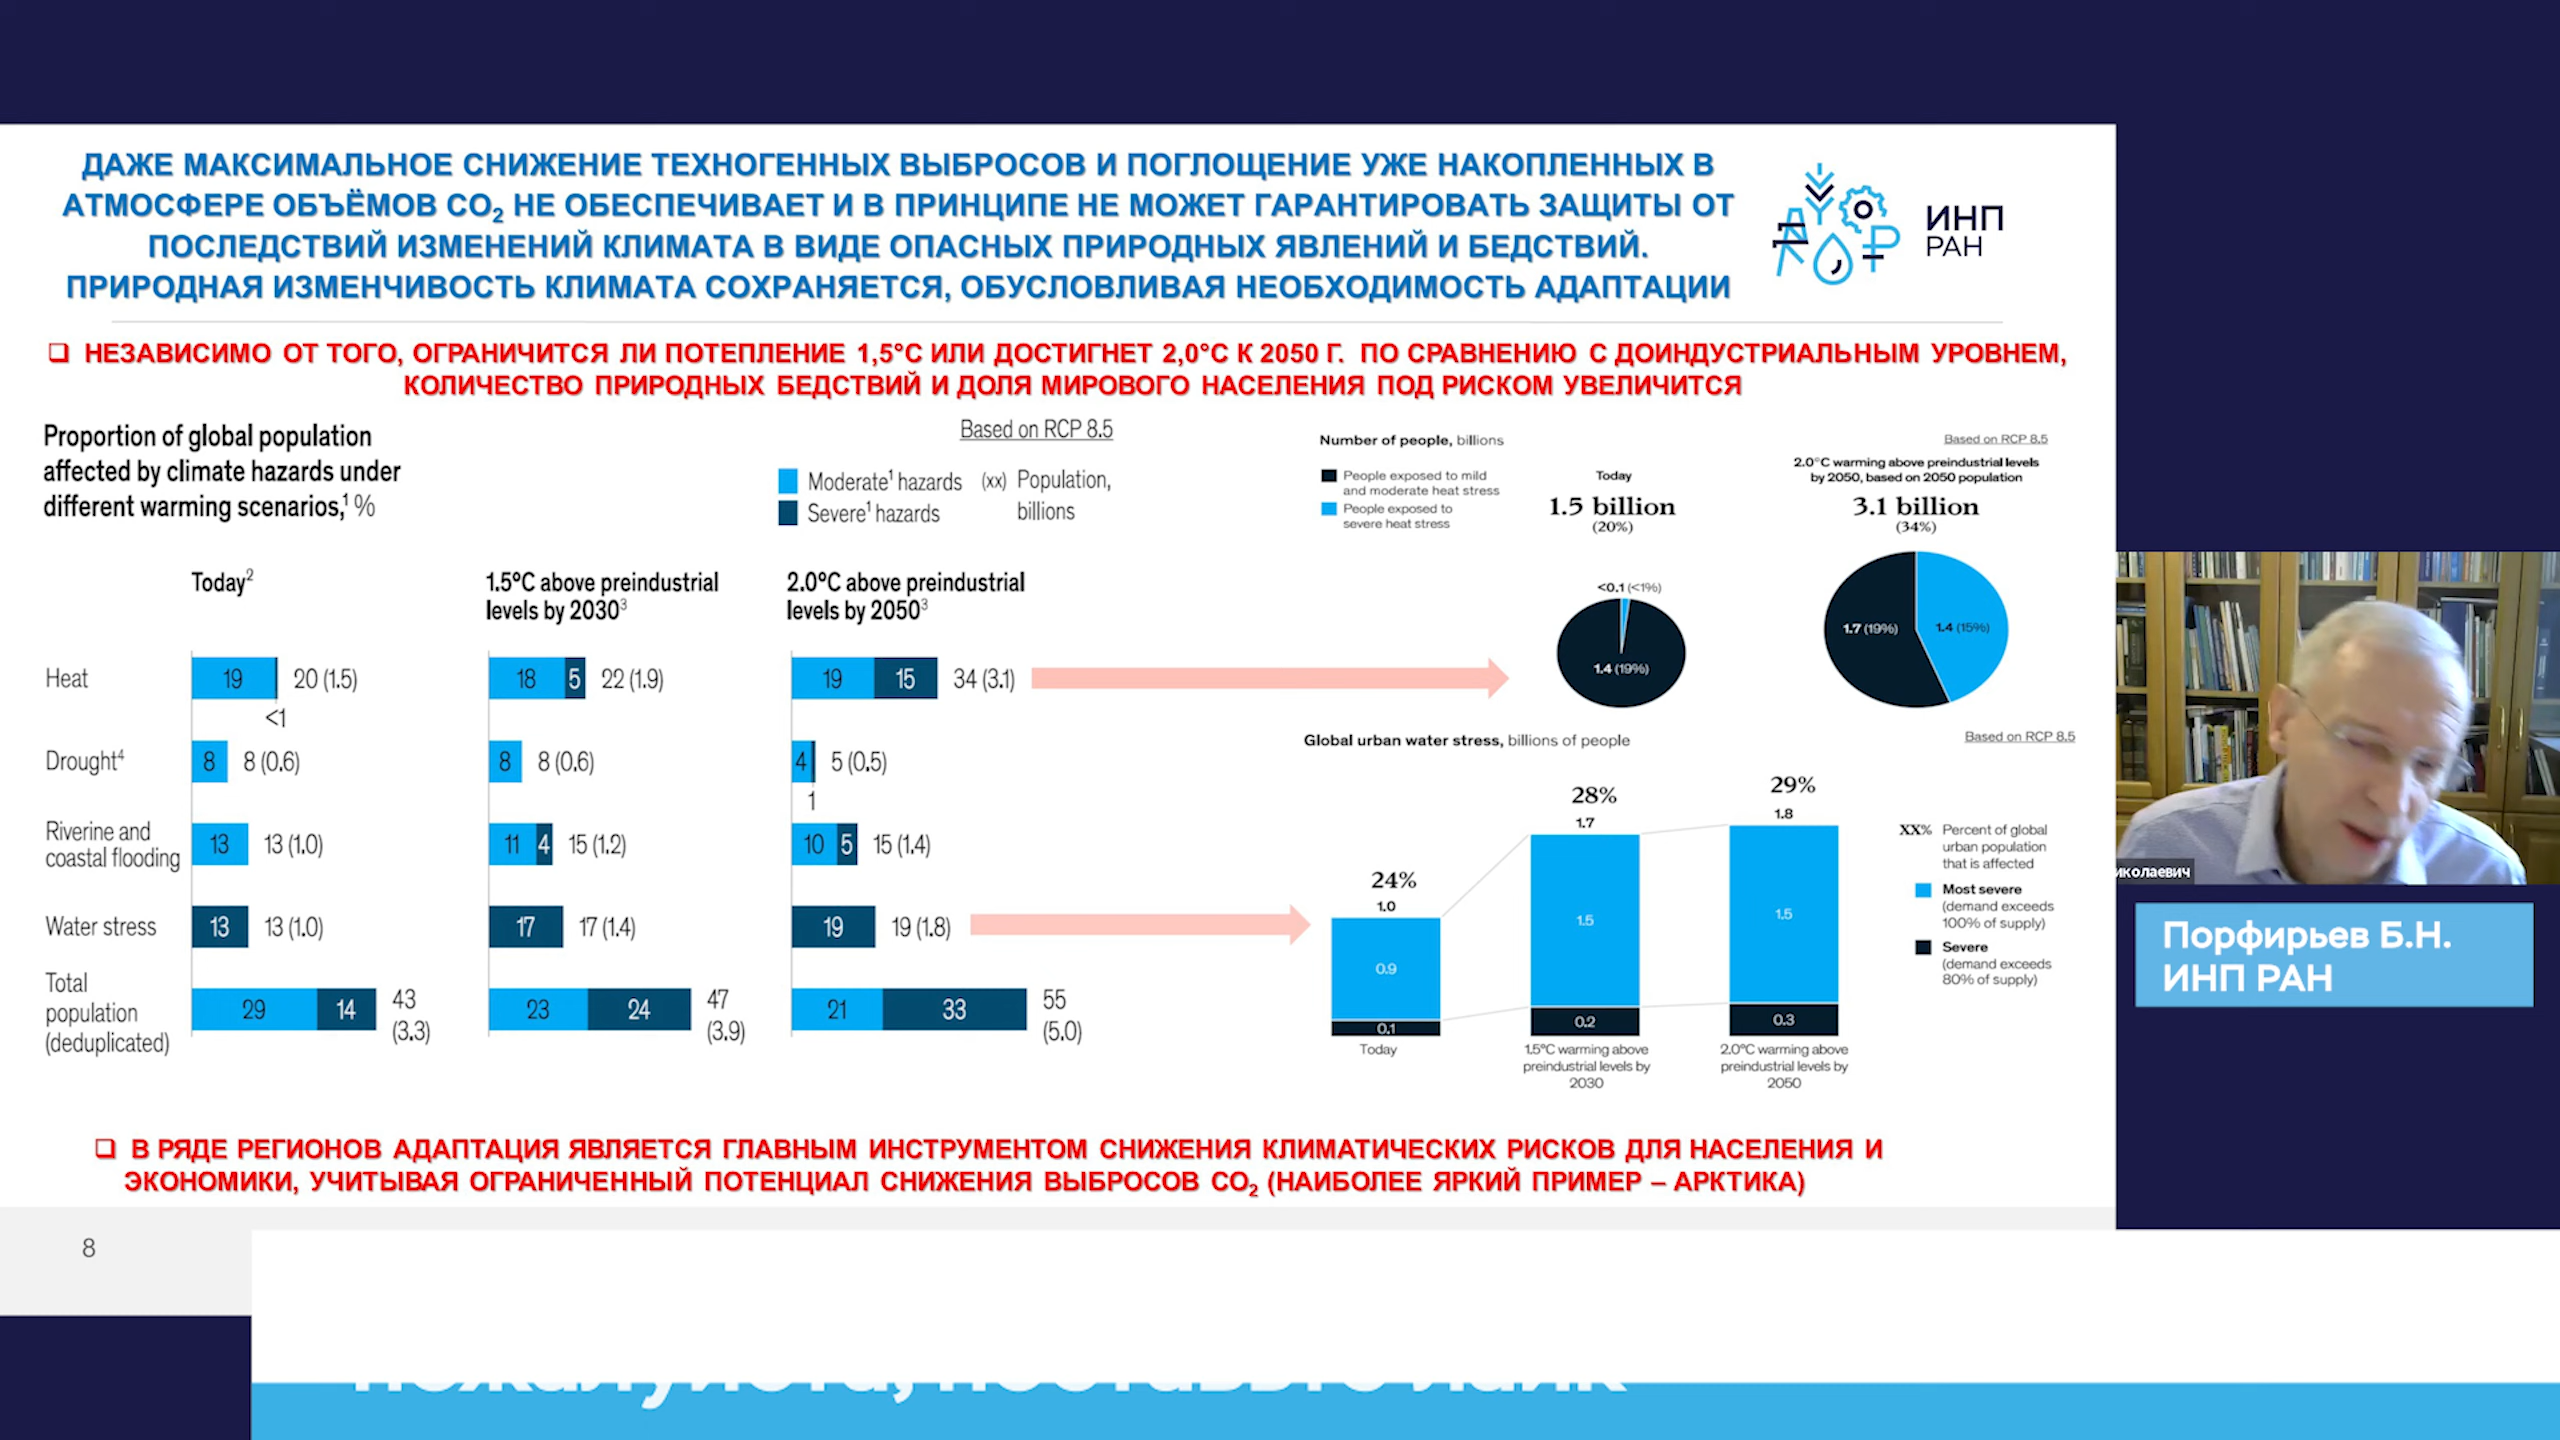 ДАЖЕ МАКСИМАЛЬНОЕ СНИЖЕНИЕ ТЕХНОГЕННЫХ ВЫБРОСОВ И ПОГЛОЩЕНИЕ УЖЕ НАКОПЛЕННЫХ В
АТМОСФЕРЕ ОБЪЁМОВ CO₂ НЕ ОБЕСПЕЧИВАЕТ И В ПРИНЦИПЕ НЕ МОЖЕТ ГАРАНТИРОВАТЬ ЗАЩИТЫ ОТ
ПОСЛЕДСТВИЙ ИЗМЕНЕНИЙ КЛИМАТА В ВИДЕ ОПАСНЫХ ПРИРОДНЫХ ЯВЛЕНИЙ И БЕДСТВИЙ.
ПРИРОДНАЯ ИЗМЕНЧИВОСТЬ КЛИМАТА СОХРАНЯЕТСЯ, ОБУСЛОВЛИВАЯ НЕОБХОДИМОСТЬ АДАПТАЦИИ
ИНП
РАН
❑ НЕЗАВИСИМО ОТ ТОГО, ОГРАНИЧИТСЯ ЛИ ПОТЕПЛЕНИЕ 1,5°С ИЛИ ДОСТИГНЕТ 2,0°С К 2050 Г. ПО СРАВНЕНИЮ С ДОИНДУСТРИАЛЬНЫМ УРОВНЕМ,
КОЛИЧЕСТВО ПРИРОДНЫХ БЕДСТВИЙ И ДОЛЯ МИРОВОГО НАСЕЛЕНИЯ ПОД РИСКОМ УВЕЛИЧИТСЯ
Proportion of global population
affected by climate hazards under
different warming scenarios,¹ %
Based on RCP 8.5
Moderate¹ hazards
Severe¹ hazards
(xx) Population,
billions
Today²
1.5°C above preindustrial
levels by 2030³
2.0°C above preindustrial
levels by 2050³
Heat
19
<1
20 (1.5)
18 5 22 (1.9)
19 15 34 (3.1)
Drought⁴
8 8 (0.6)
8 8 (0.6)
4 5 (0.5)
1
Riverine and
coastal flooding
13 13 (1.0)
11 4 15 (1.2)
10 5 15 (1.4)
Water stress
13 13 (1.0)
17 17 (1.4)
19 19 (1.8)
Total
population
(deduplicated)
29 14 43
(3.3)
23 24 47
(3.9)
21 33 55
(5.0)
Number of people, billions
People exposed to mild
and moderate heat stress
People exposed to
severe heat stress
Today
1.5 billion
(20%)
<0.1 (<1%)
1.4 (19%)
Based on RCP 8.5
2.0°C warming above preindustrial levels
by 2050, based on 2050 population
3.1 billion
(34%)
1.7 (19%)
1.4 (15%)
Global urban water stress, billions of people
Based on RCP 8.5
24%
1.0
0.9
0.1
Today
28%
1.7
1.5
0.2
1.5°C warming above
preindustrial levels by
2030
29%
1.8
1.5
0.3
2.0°C warming above
preindustrial levels by
2050
XX% Percent of global
urban population
that is affected
Most severe
(demand exceeds
100% of supply)
Severe
(demand exceeds
80% of supply)
❑ В РЯДЕ РЕГИОНОВ АДАПТАЦИЯ ЯВЛЯЕТСЯ ГЛАВНЫМ ИНСТРУМЕНТОМ СНИЖЕНИЯ КЛИМАТИЧЕСКИХ РИСКОВ ДЛЯ НАСЕЛЕНИЯ И
ЭКОНОМИКИ, УЧИТЫВАЯ ОГРАНИЧЕННЫЙ ПОТЕНЦИАЛ СНИЖЕНИЯ ВЫБРОСОВ CO₂ (НАИБОЛЕЕ ЯРКИЙ ПРИМЕР – АРКТИКА)
8
иколаевич
Порфирьев Б.Н.
ИНП РАН